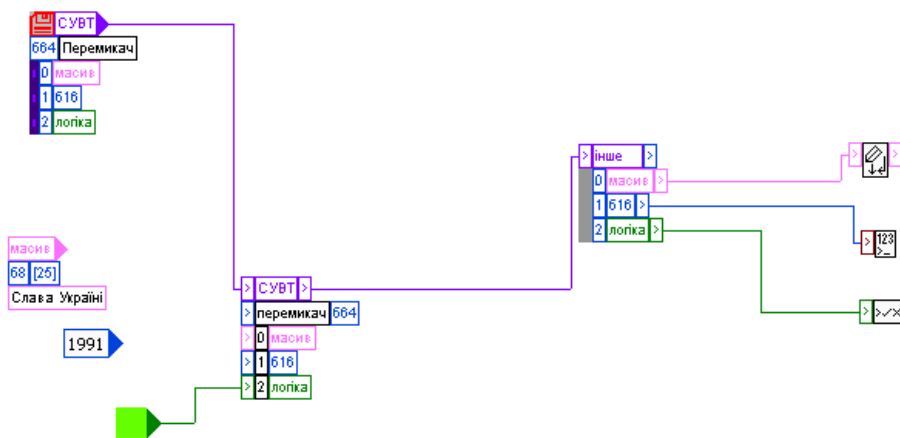 СУВТ
664 Перемикач
0 масив
1 616
2 логіка
масив
68 [25]
Слава Україні
1991
СУВТ
перемикач 664
0 масив
1 616
2 логіка
інше
0 масив
1 616
2 логіка
123